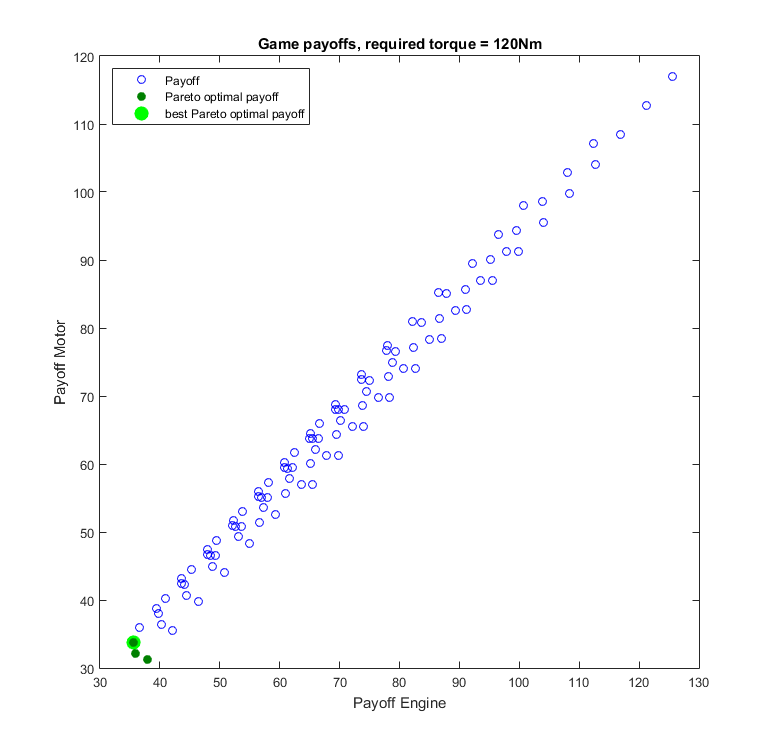 Game payoffs, required torque = 120Nm
120
110
100
90
80
70
60
50
40
30
Payoff
Pareto optimal payoff
best Pareto optimal payoff
Payoff Motor
30 40 50 60 70 80 90 100 110 120 130
Payoff Engine